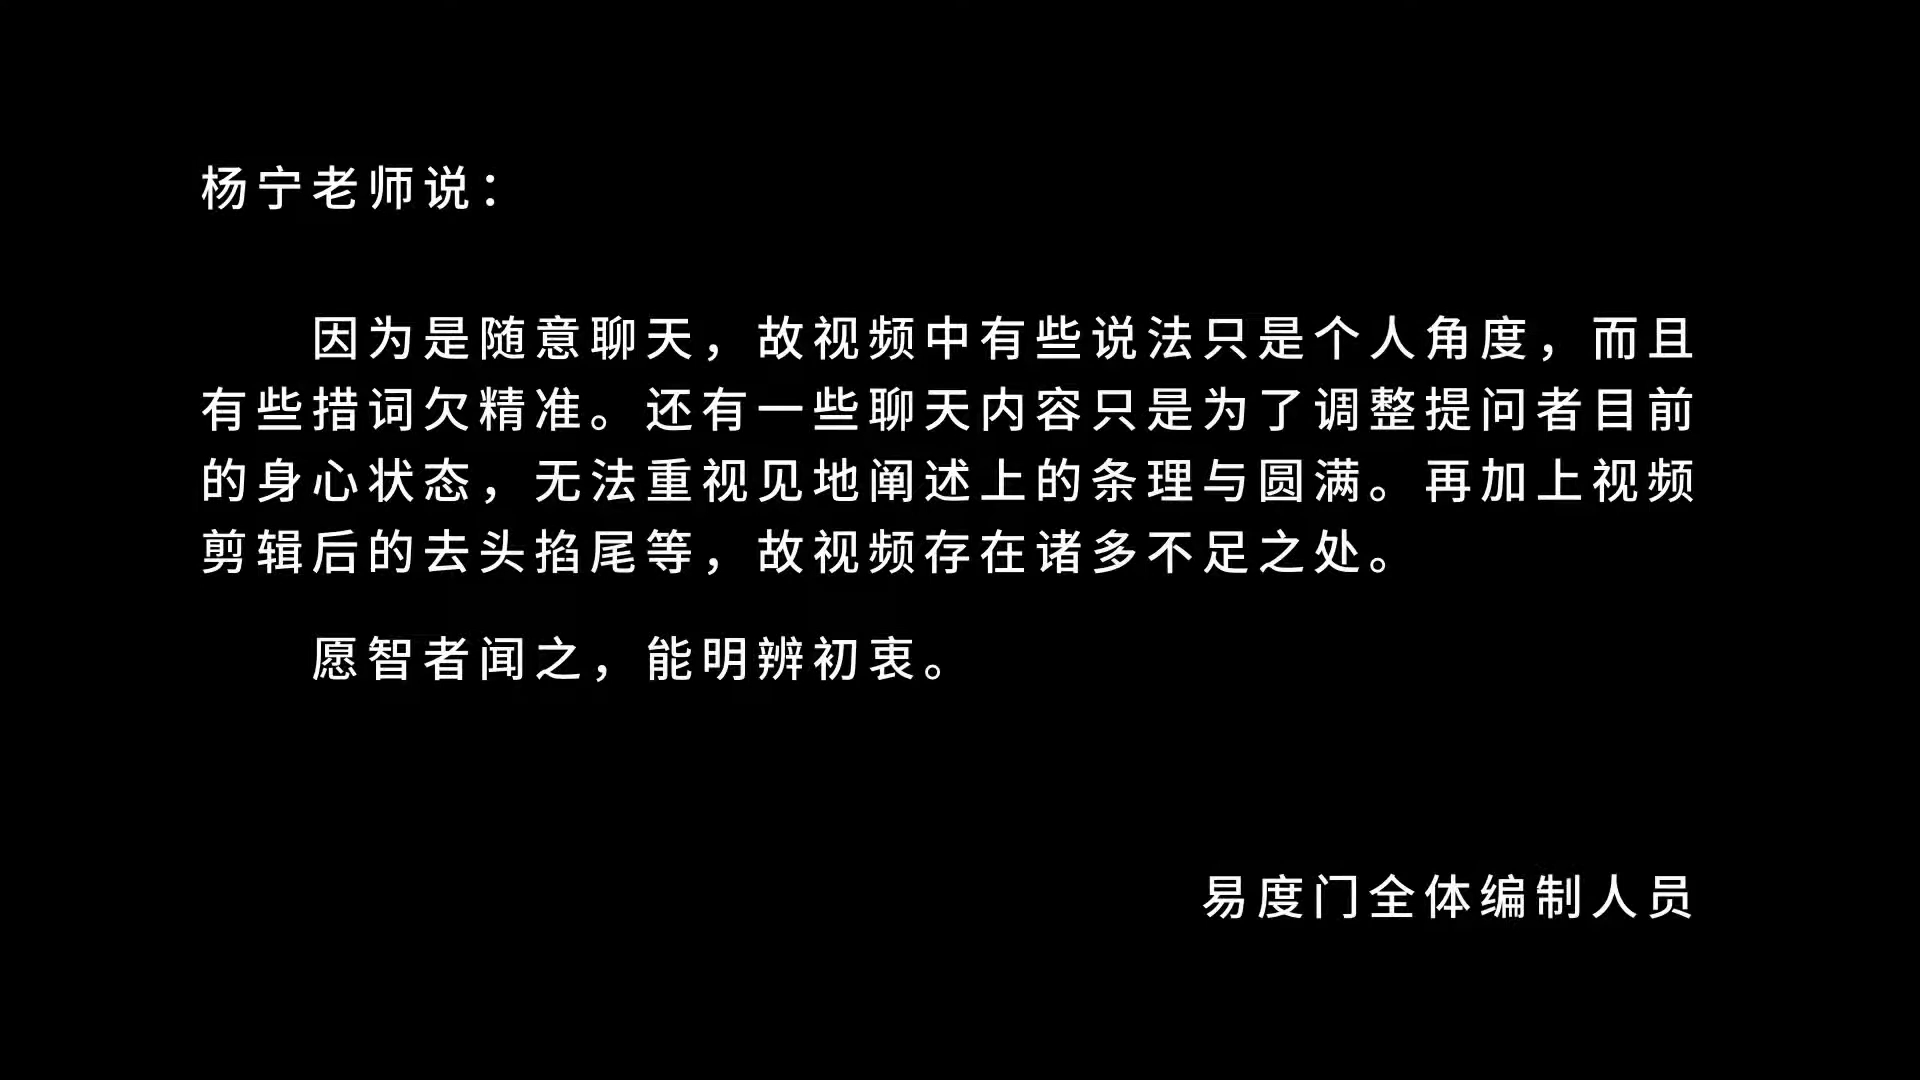 杨宁老师说：
因为是随意聊天，故视频中有些说法只是个人角度，而且
有些措词欠精准。还有一些聊天内容只是为了调整提问者目前
的身心状态，无法重视见地阐述上的条理与圆满。再加上视频
剪辑后的去头掐尾等，故视频存在诸多不足之处。
愿智者闻之，能明辨初衷。
易度门全体编制人员